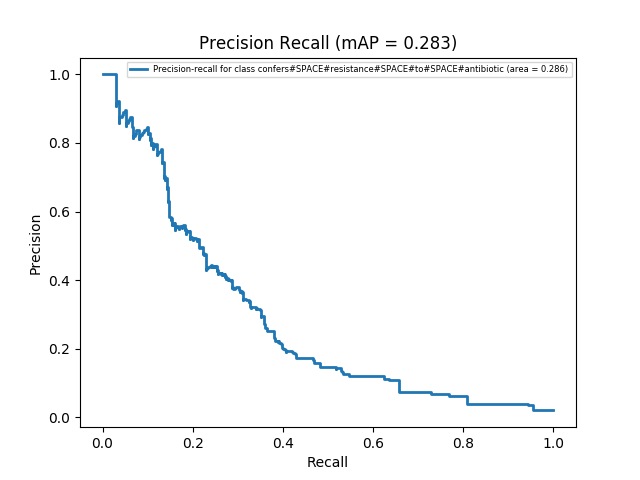 Precision Recall (mAP = 0.283)
Precision-recall for class confers#SPACE#resistance#SPACE#to#SPACE#antibiotic (area = 0.286)
1.0
0.8
0.6
0.4
0.2
0.0
Precision
0.0 0.2 0.4 0.6 0.8 1.0
Recall